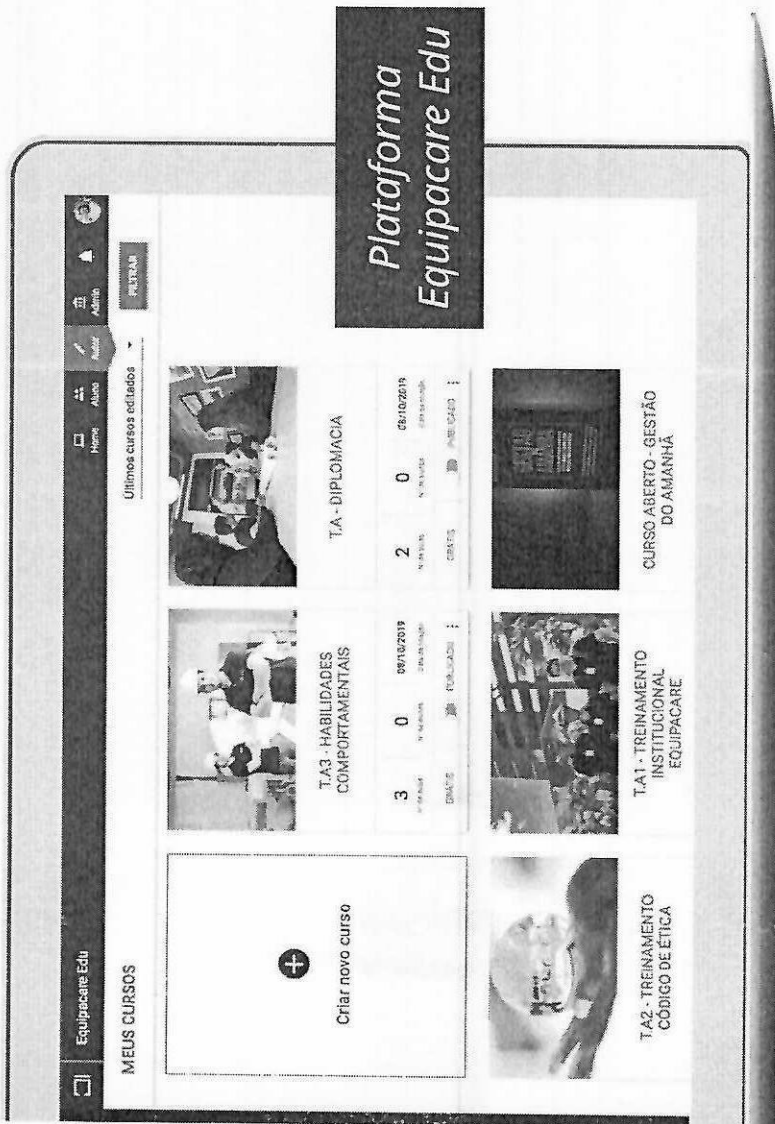 Equipacare Edu
Home
Aluno
Autor
Admin
MEUS CURSOS
Últimos cursos editados
FILTRAR
Criar novo curso
T.A3 - HABILIDADES
COMPORTAMENTAIS
3
0
08/10/2019
GRÁTIS
PUBLICADO
T.A - DIPLOMACIA
2
0
08/10/2019
GRÁTIS
PUBLICADO
T.A2 - TREINAMENTO
CÓDIGO DE ÉTICA
T.A1 - TREINAMENTO
INSTITUCIONAL
EQUIPACARE
CURSO ABERTO - GESTÃO
DO AMANHÃ
Plataforma
Equipacare Edu